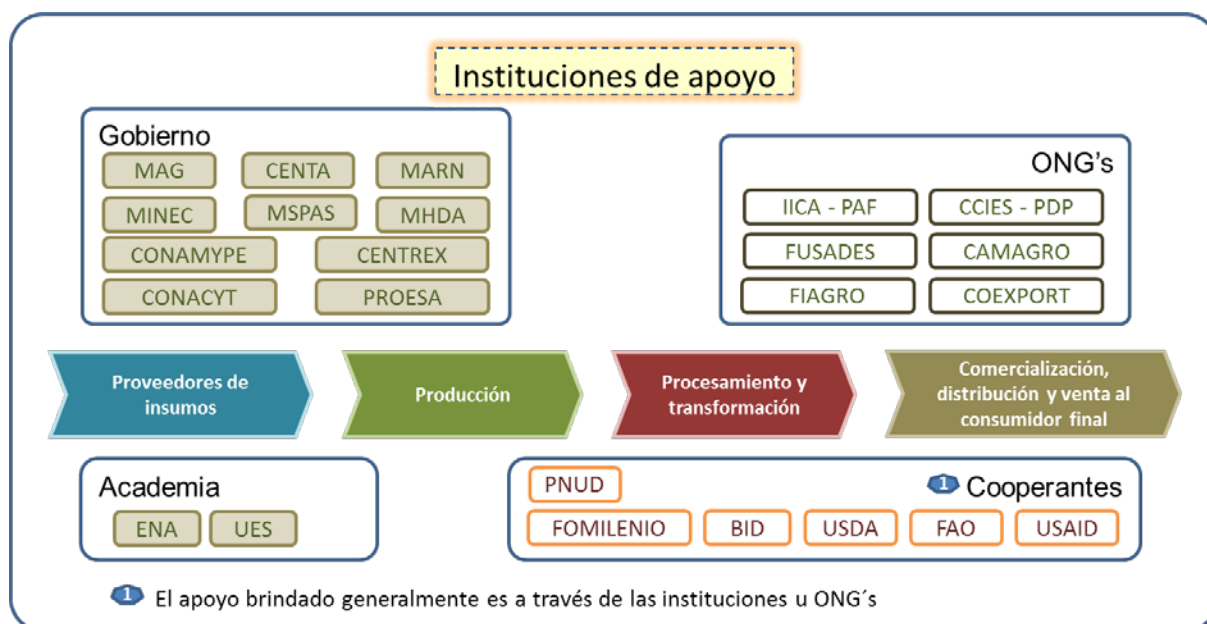 Instituciones de apoyo
Gobierno
MAG
CENTA
MARN
MINEC
MSPAS
MHDA
CONAMYPE
CENTREX
CONACYT
PROESA
ONG's
IICA - PAF
CCIES - PDP
FUSADES
CAMAGRO
FIAGRO
COEXPORT
Proveedores de
insumos
Producción
Procesamiento y
transformación
Comercialización,
distribución y venta al
consumidor final
Academia
ENA
UES
PNUD
1 Cooperantes
FOMILENIO
BID
USDA
FAO
USAID
1 El apoyo brindado generalmente es a través de las instituciones u ONG´s